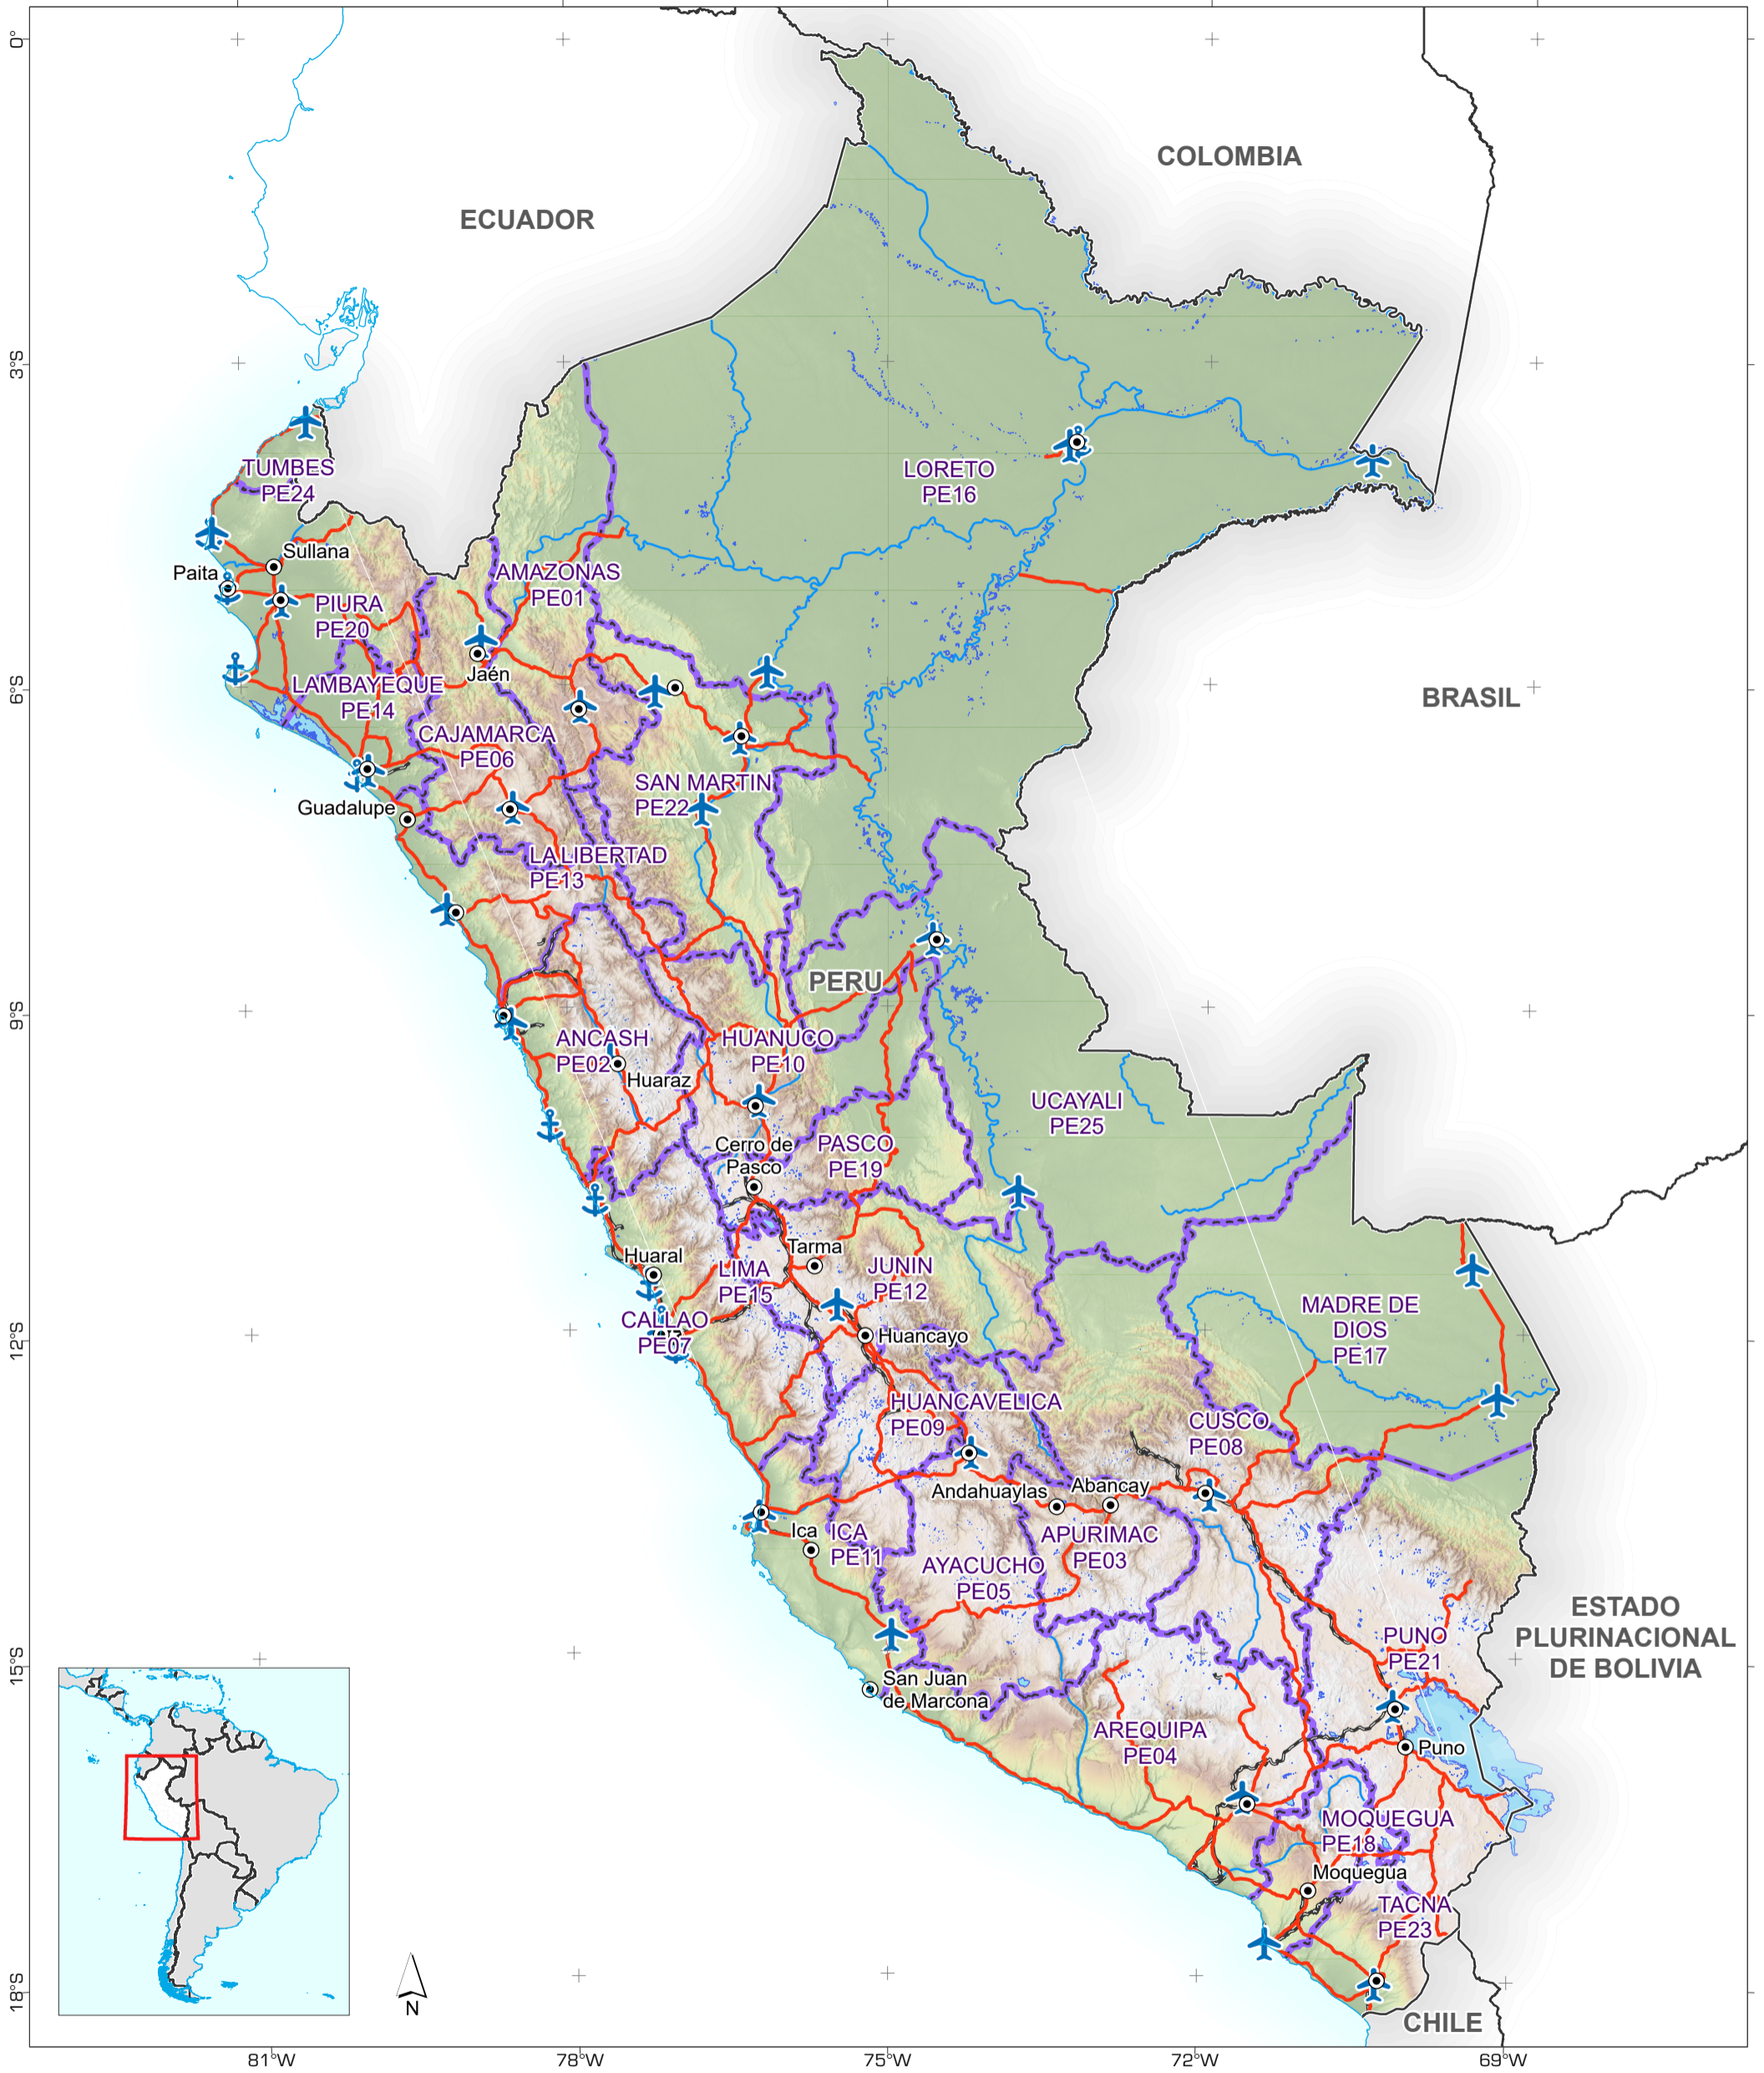 0°
COLOMBIA
ECUADOR
3°S
TUMBES
PE24
LORETO
PE16
Sullana
Paita
AMAZONAS
PE01
PIURA
PE20
Jaén
6°S
LAMBAYEQUE
PE14
BRASIL
CAJAMARCA
PE06
SAN MARTIN
PE22
Guadalupe
LA LIBERTAD
PE13
PERU
9°S
ANCASH
PE02
HUANUCO
PE10
Huaraz
UCAYALI
PE25
Cerro de
Pasco
PASCO
PE19
Tarma
Huaral
LIMA
PE15
JUNIN
PE12
MADRE DE
DIOS
PE17
CALLAO
PE07
12°S
Huancayo
HUANCAVELICA
PE09
CUSCO
PE08
Andahuaylas
Abancay
Ica
ICA
PE11
APURIMAC
PE03
AYACUCHO
PE05
ESTADO
PLURINACIONAL
DE BOLIVIA
PUNO
PE21
15°S
San Juan
de Marcona
AREQUIPA
PE04
Puno
MOQUEGUA
PE18
Moquegua
TACNA
PE23
18°S
N
CHILE
81°W
78°W
75°W
72°W
69°W